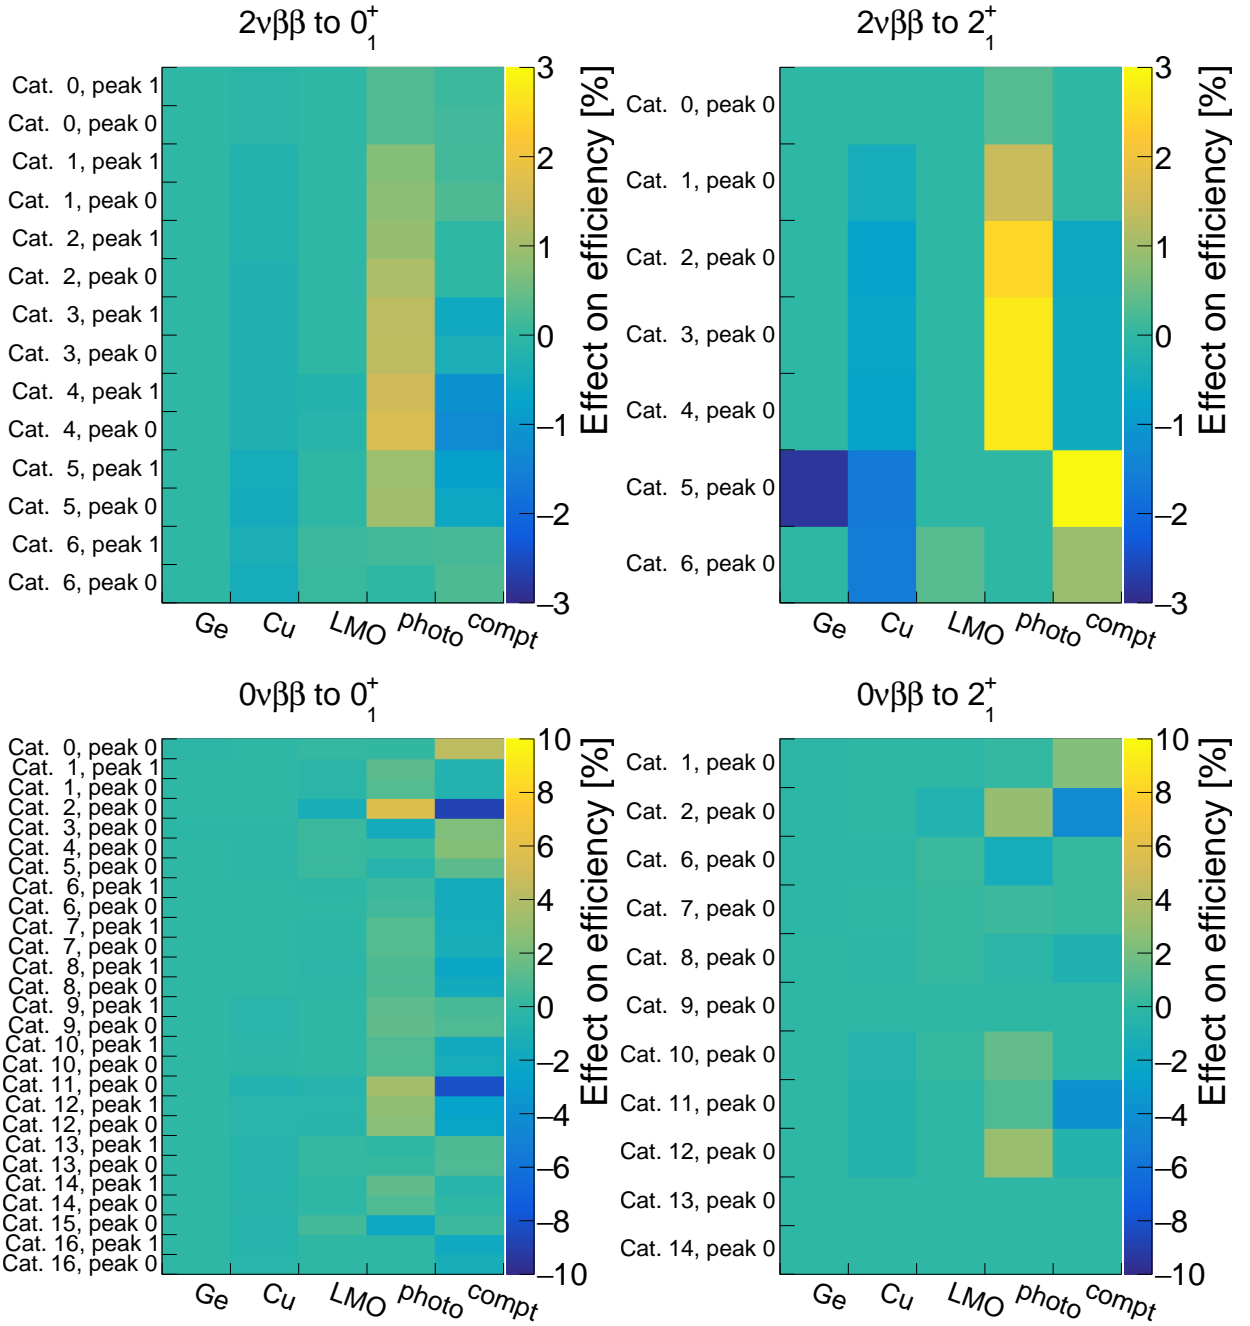 2νββ to 0₁⁺
Cat. 0, peak 1
Cat. 0, peak 0
Cat. 1, peak 1
Cat. 1, peak 0
Cat. 2, peak 1
Cat. 2, peak 0
Cat. 3, peak 1
Cat. 3, peak 0
Cat. 4, peak 1
Cat. 4, peak 0
Cat. 5, peak 1
Cat. 5, peak 0
Cat. 6, peak 1
Cat. 6, peak 0
Ge Cu LMO photo compt
3
2
1
0
−1
−2
−3
Effect on efficiency [%]
2νββ to 2₁⁺
Cat. 0, peak 0
Cat. 1, peak 0
Cat. 2, peak 0
Cat. 3, peak 0
Cat. 4, peak 0
Cat. 5, peak 0
Cat. 6, peak 0
Ge Cu LMO photo compt
3
2
1
0
−1
−2
−3
Effect on efficiency [%]
0νββ to 0₁⁺
Cat. 0, peak 0
Cat. 1, peak 1
Cat. 1, peak 0
Cat. 2, peak 0
Cat. 3, peak 0
Cat. 4, peak 0
Cat. 5, peak 0
Cat. 6, peak 1
Cat. 6, peak 0
Cat. 7, peak 1
Cat. 7, peak 0
Cat. 8, peak 1
Cat. 8, peak 0
Cat. 9, peak 1
Cat. 9, peak 0
Cat. 10, peak 1
Cat. 10, peak 0
Cat. 11, peak 0
Cat. 12, peak 1
Cat. 12, peak 0
Cat. 13, peak 1
Cat. 13, peak 0
Cat. 14, peak 1
Cat. 14, peak 0
Cat. 15, peak 0
Cat. 16, peak 1
Cat. 16, peak 0
Ge Cu LMO photo compt
10
8
6
4
2
0
−2
−4
−6
−8
−10
Effect on efficiency [%]
0νββ to 2₁⁺
Cat. 1, peak 0
Cat. 2, peak 0
Cat. 6, peak 0
Cat. 7, peak 0
Cat. 8, peak 0
Cat. 9, peak 0
Cat. 10, peak 0
Cat. 11, peak 0
Cat. 12, peak 0
Cat. 13, peak 0
Cat. 14, peak 0
Ge Cu LMO photo compt
10
8
6
4
2
0
−2
−4
−6
−8
−10
Effect on efficiency [%]